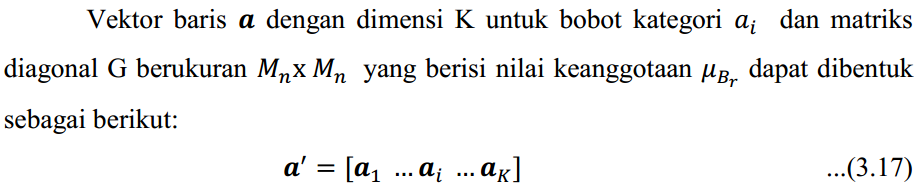 Vektor baris a dengan dimensi K untuk bobot kategori aᵢ dan matriks
diagonal G berukuran Mₙx Mₙ yang berisi nilai keanggotaan μ_{B_r} dapat dibentuk
sebagai berikut:
a′ = [a₁ …aᵢ …a_K] ...(3.17)